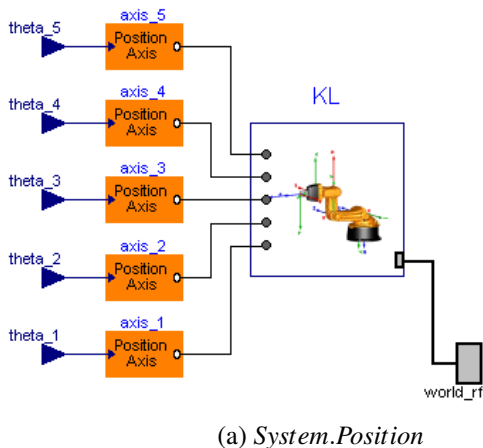 theta_5
axis_5
Position
Axis
theta_4
axis_4
Position
Axis
KL
theta_3
axis_3
Position
Axis
theta_2
axis_2
Position
Axis
theta_1
axis_1
Position
Axis
world_rf
(a) System.Position